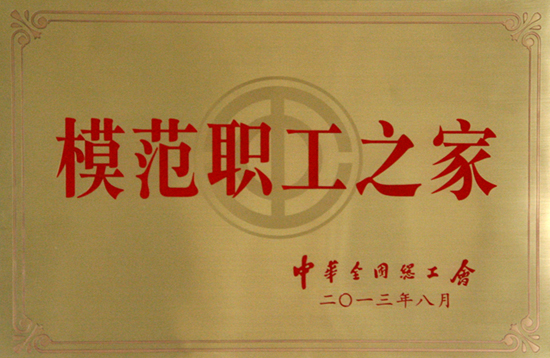 模范职工之家
中华全国总工會
二〇一三年八月